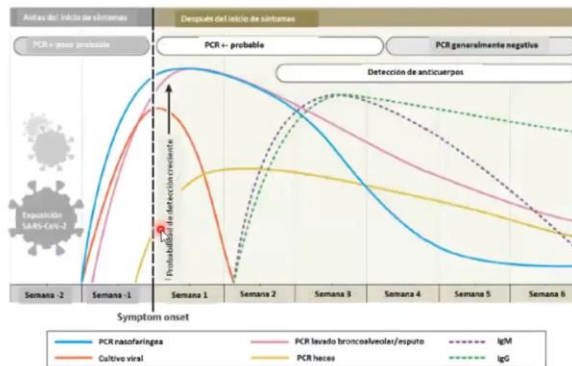 Antes del inicio de síntomas
Después del inicio de síntomas
PCR - poco probable
PCR - probable
PCR generalmente negativa
Detección de anticuerpos
Probabilidad de detección creciente
Exposición
SARS-CoV-2
Semana -2
Semana -1
Semana 1
Semana 2
Semana 3
Semana 4
Semana 5
Semana 6
Symptom onset
PCR nasofaríngea
PCR lavado broncoalveolar/esputo
IgM
Cultivo viral
PCR heces
IgG